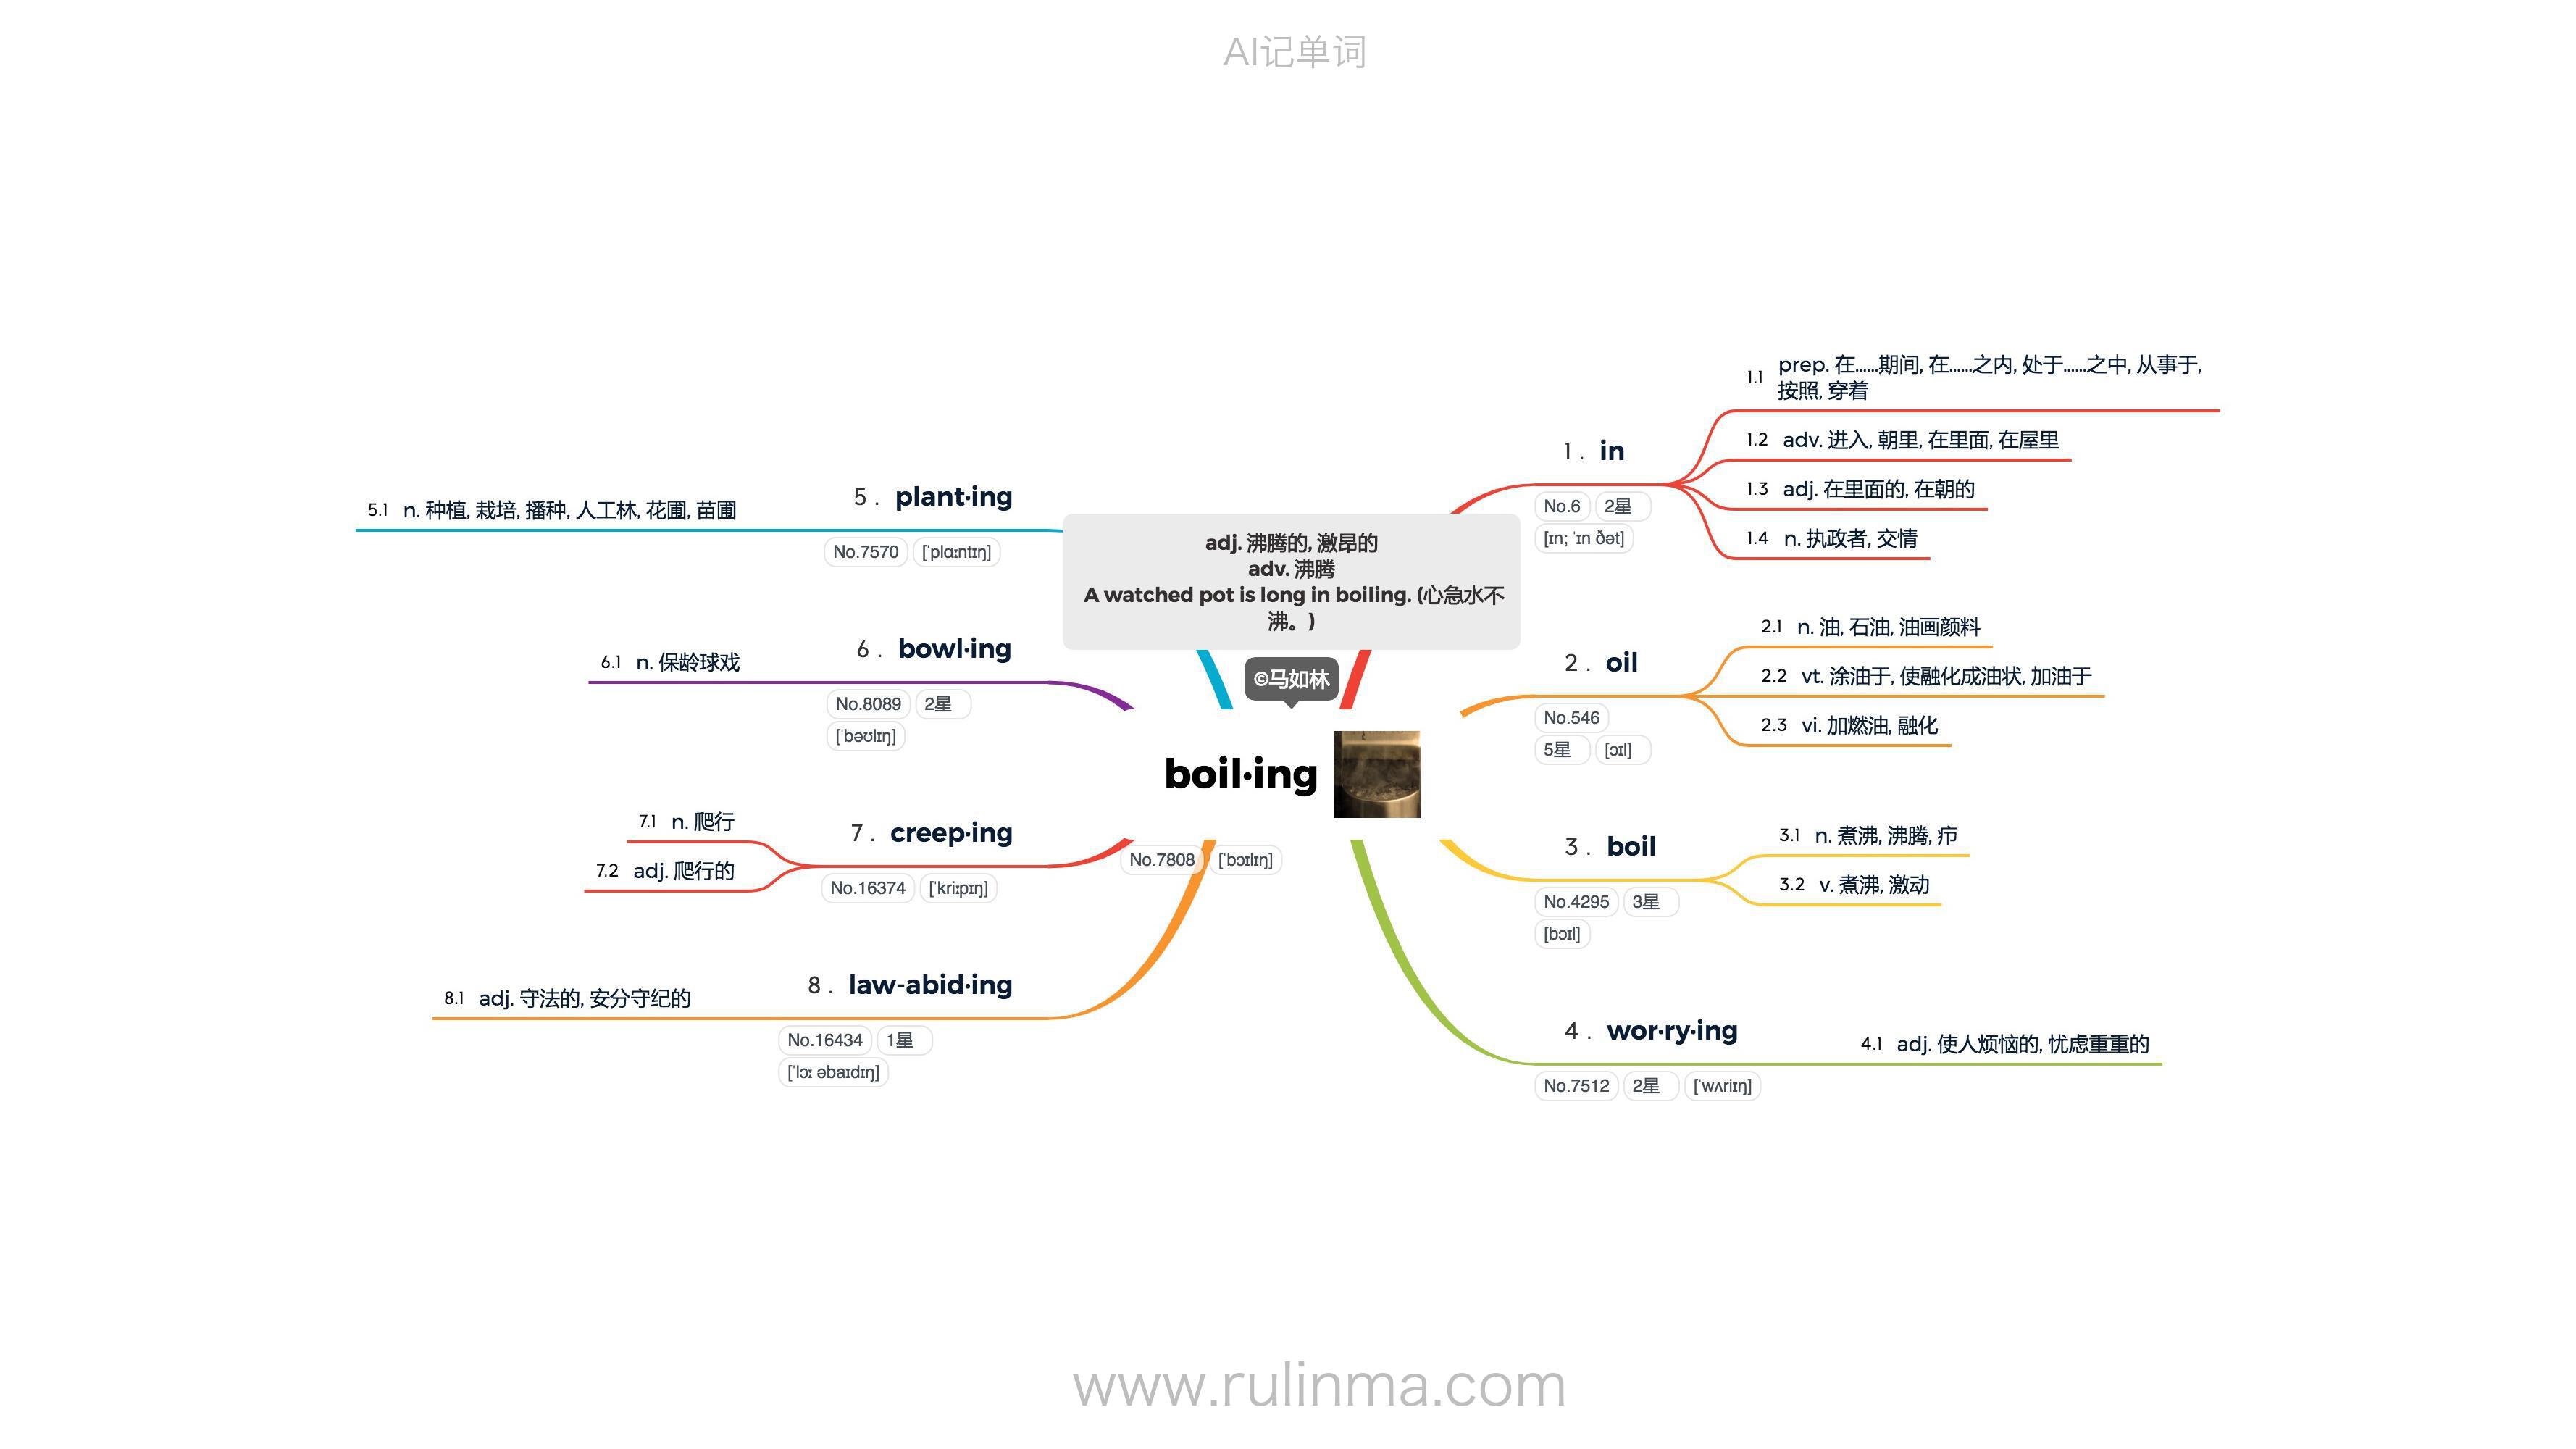 AI记单词
adj. 沸腾的, 激昂的
adv. 沸腾
A watched pot is long in boiling. (心急水不
沸。)
©马如林
boil·ing
No.7808 [ˈbɔɪlɪŋ]
1 . in
No.6 2星
[ɪn; ˈɪn ðət]
1.1 prep. 在......期间, 在......之内, 处于......之中, 从事于,
按照, 穿着
1.2 adv. 进入, 朝里, 在里面, 在屋里
1.3 adj. 在里面的, 在朝的
1.4 n. 执政者, 交情
2 . oil
No.546
5星 [ɔɪl]
2.1 n. 油, 石油, 油画颜料
2.2 vt. 涂油于, 使融化成油状, 加油于
2.3 vi. 加燃油, 融化
3 . boil
No.4295 3星
[bɔɪl]
3.1 n. 煮沸, 沸腾, 疖
3.2 v. 煮沸, 激动
4 . wor·ry·ing
No.7512 2星 [ˈwʌriɪŋ]
4.1 adj. 使人烦恼的, 忧虑重重的
5 . plant·ing
No.7570 [ˈplɑːntɪŋ]
5.1 n. 种植, 栽培, 播种, 人工林, 花圃, 苗圃
6 . bowl·ing
No.8089 2星
[ˈbəʊlɪŋ]
6.1 n. 保龄球戏
7 . creep·ing
No.16374 [ˈkriːpɪŋ]
7.1 n. 爬行
7.2 adj. 爬行的
8 . law-abid·ing
No.16434 1星
[ˈlɔː əbaɪdɪŋ]
8.1 adj. 守法的, 安分守纪的
www.rulinma.com